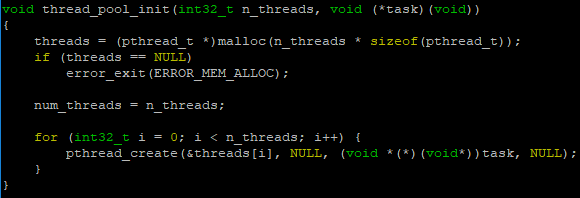 void thread_pool_init(int32_t n_threads, void (*task)(void))
{
    threads = (pthread_t *)malloc(n_threads * sizeof(pthread_t));
    if (threads == NULL)
        error_exit(ERROR_MEM_ALLOC);

    num_threads = n_threads;

    for (int32_t i = 0; i < n_threads; i++) {
        pthread_create(&threads[i], NULL, (void *(*)(void*))task, NULL);
    }
}